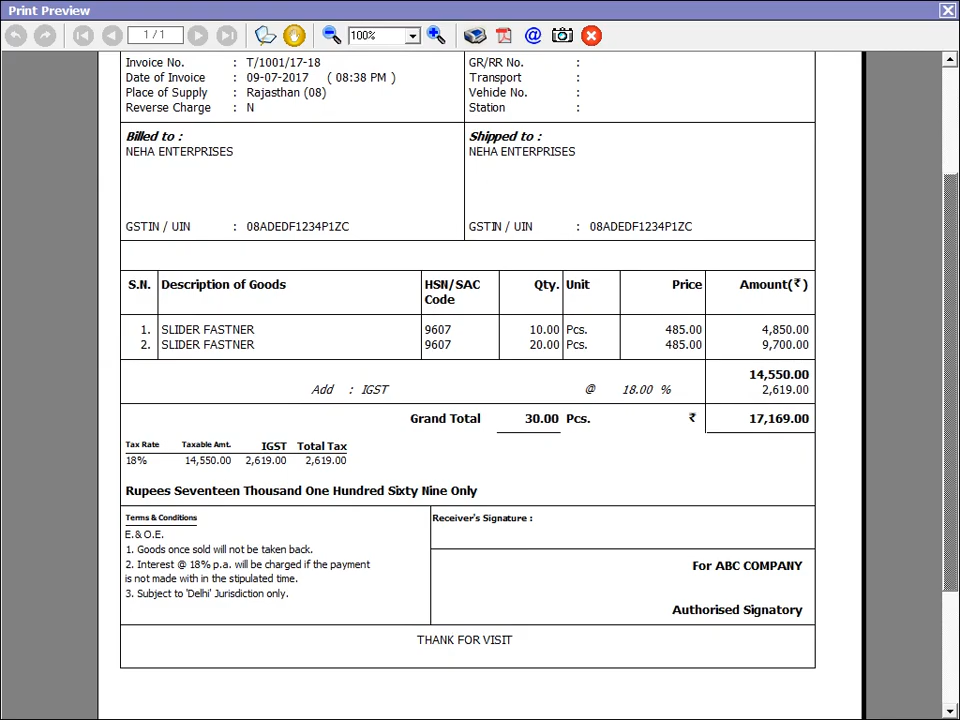 Print Preview
1 / 1
100%
Invoice No. : T/1001/17-18
Date of Invoice : 09-07-2017 ( 08:38 PM )
Place of Supply : Rajasthan (08)
Reverse Charge : N
GR/RR No. :
Transport :
Vehicle No. :
Station :
Billed to :
NEHA ENTERPRISES
GSTIN / UIN : 08ADEDF1234P1ZC
Shipped to :
NEHA ENTERPRISES
GSTIN / UIN : 08ADEDF1234P1ZC
S.N. Description of Goods HSN/SAC Code Qty. Unit Price Amount(₹)
1. SLIDER FASTNER 9607 10.00 Pcs. 485.00 4,850.00
2. SLIDER FASTNER 9607 20.00 Pcs. 485.00 9,700.00
14,550.00
Add : IGST @ 18.00 % 2,619.00
Grand Total 30.00 Pcs. ₹ 17,169.00
Tax Rate Taxable Amt. IGST Total Tax
18% 14,550.00 2,619.00 2,619.00
Rupees Seventeen Thousand One Hundred Sixty Nine Only
Terms & Conditions
E.& O.E.
1. Goods once sold will not be taken back.
2. Interest @ 18% p.a. will be charged if the payment
is not made with in the stipulated time.
3. Subject to 'Delhi' Jurisdiction only.
Receiver's Signature :
For ABC COMPANY
Authorised Signatory
THANK FOR VISIT